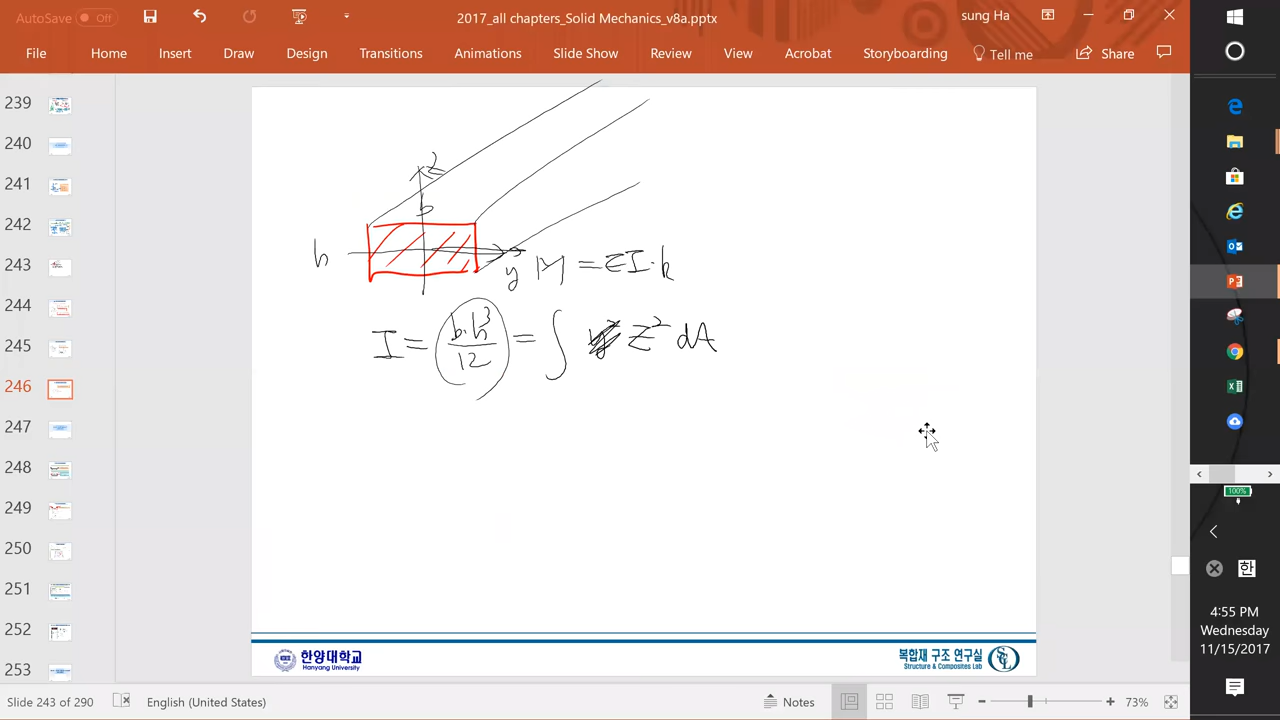 AutoSave Off
2017_all chapters_Solid Mechanics_v8a.pptx
sung Ha
File Home Insert Draw Design Transitions Animations Slide Show Review View Acrobat Storyboarding Tell me Share
239
240
241
242
243
244
245
246
247
248
249
250
251
252
253
z
b
h
y
M = EI·k
I = b·h³/12 = ∫ z² dA
한양대학교
Hanyang University
복합재 구조 연구실
Structure & Composites Lab
100%
한
4:55 PM
Wednesday
11/15/2017
Slide 243 of 290 English (United States) Notes 73%